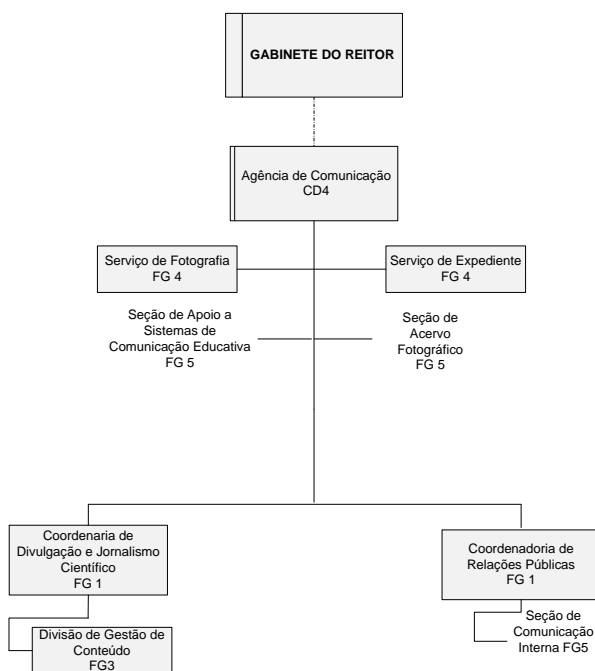 GABINETE DO REITOR
Agência de Comunicação
CD4
Serviço de Fotografia
FG 4
Serviço de Expediente
FG 4
Seção de Apoio a
Sistemas de
Comunicação Educativa
FG 5
Seção de
Acervo
Fotográfico
FG 5
Coordenaria de
Divulgação e Jornalismo
Científico
FG 1
Coordenadoria de
Relações Públicas
FG 1
Divisão de Gestão de
Conteúdo
FG3
Seção de
Comunicação
Interna FG5